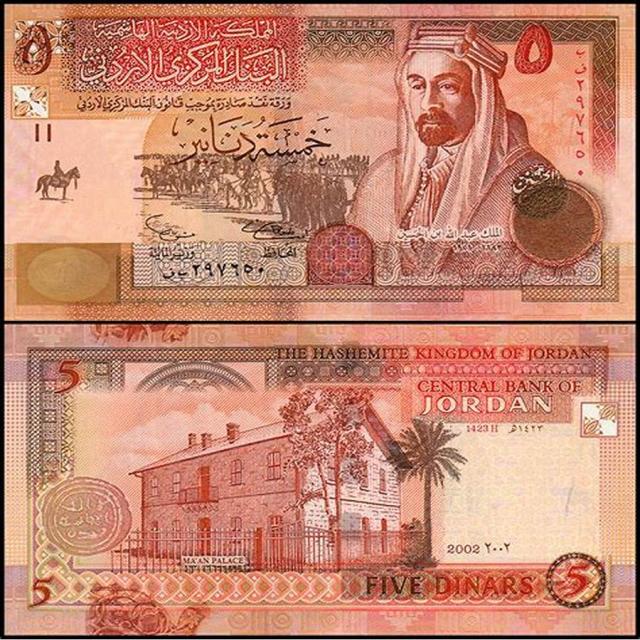 ٥
المملكة الأردنية الهاشمية
البنك المركزي الأردني
ورقة نقد صادرة بموجب قانون البنك المركزي الأردني
خمسة دنانير
٥
٢٩٧٦٥٠
الملك عبد الله بن الحسين
المحافظ
وزير المالية
٢٩٧٦٥٠
5
THE HASHEMITE KINGDOM OF JORDAN
CENTRAL BANK OF
JORDAN
1423 H ١٤٢٣ هـ
2002 ٢٠٠٢
MA'AN PALACE
5
FIVE DINARS
5